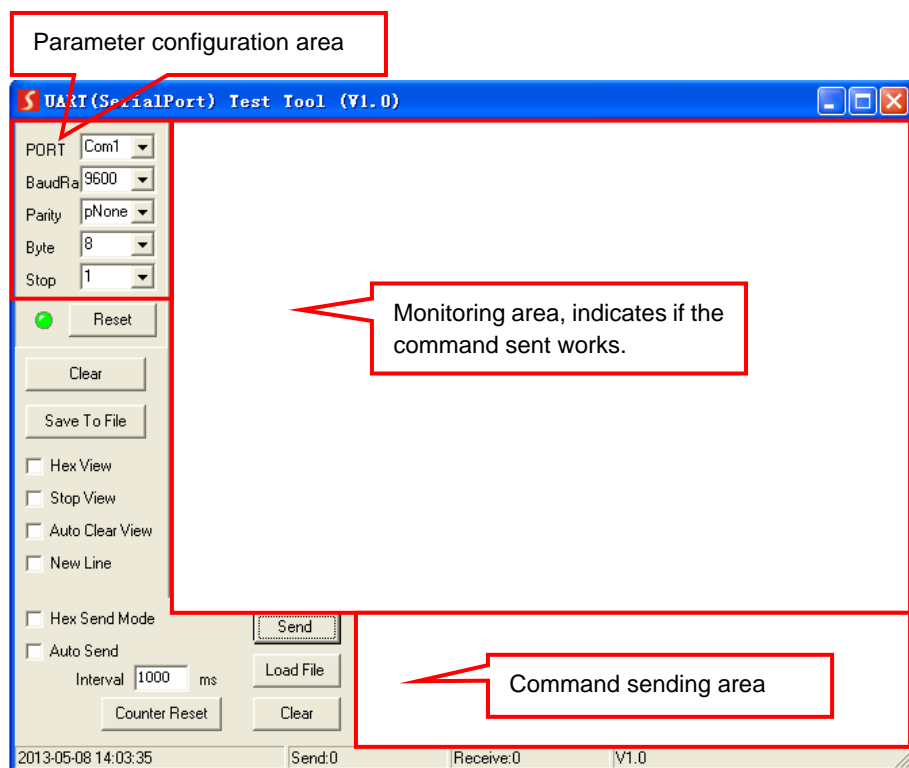 Parameter configuration area
UART(SerialPort) Test Tool (V1.0)
PORT Com1
BaudRa 9600
Parity pNone
Byte 8
Stop 1
Reset
Monitoring area, indicates if the
command sent works.
Clear
Save To File
Hex View
Stop View
Auto Clear View
New Line
Hex Send Mode
Send
Auto Send
Interval 1000 ms
Load File
Command sending area
Counter Reset
Clear
2013-05-08 14:03:35 Send:0 Receive:0 V1.0